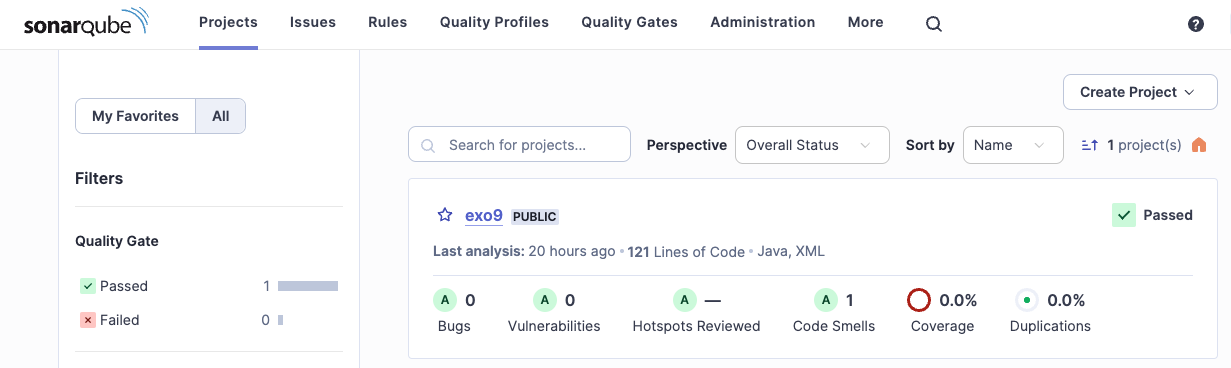 sonarqube Projects Issues Rules Quality Profiles Quality Gates Administration More ?
My Favorites All
Filters
Quality Gate
Passed 1
Failed 0
Create Project
Search for projects... Perspective Overall Status Sort by Name 1 project(s)
exo9 PUBLIC Passed
Last analysis: 20 hours ago • 121 Lines of Code • Java, XML
A 0 A 0 A — A 1 0.0% 0.0%
Bugs Vulnerabilities Hotspots Reviewed Code Smells Coverage Duplications